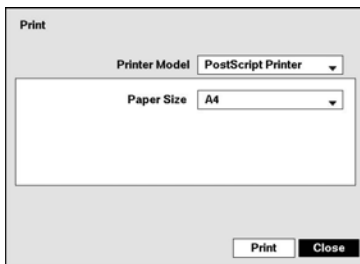 Print
Printer Model PostScript Printer
Paper Size A4
Print Close